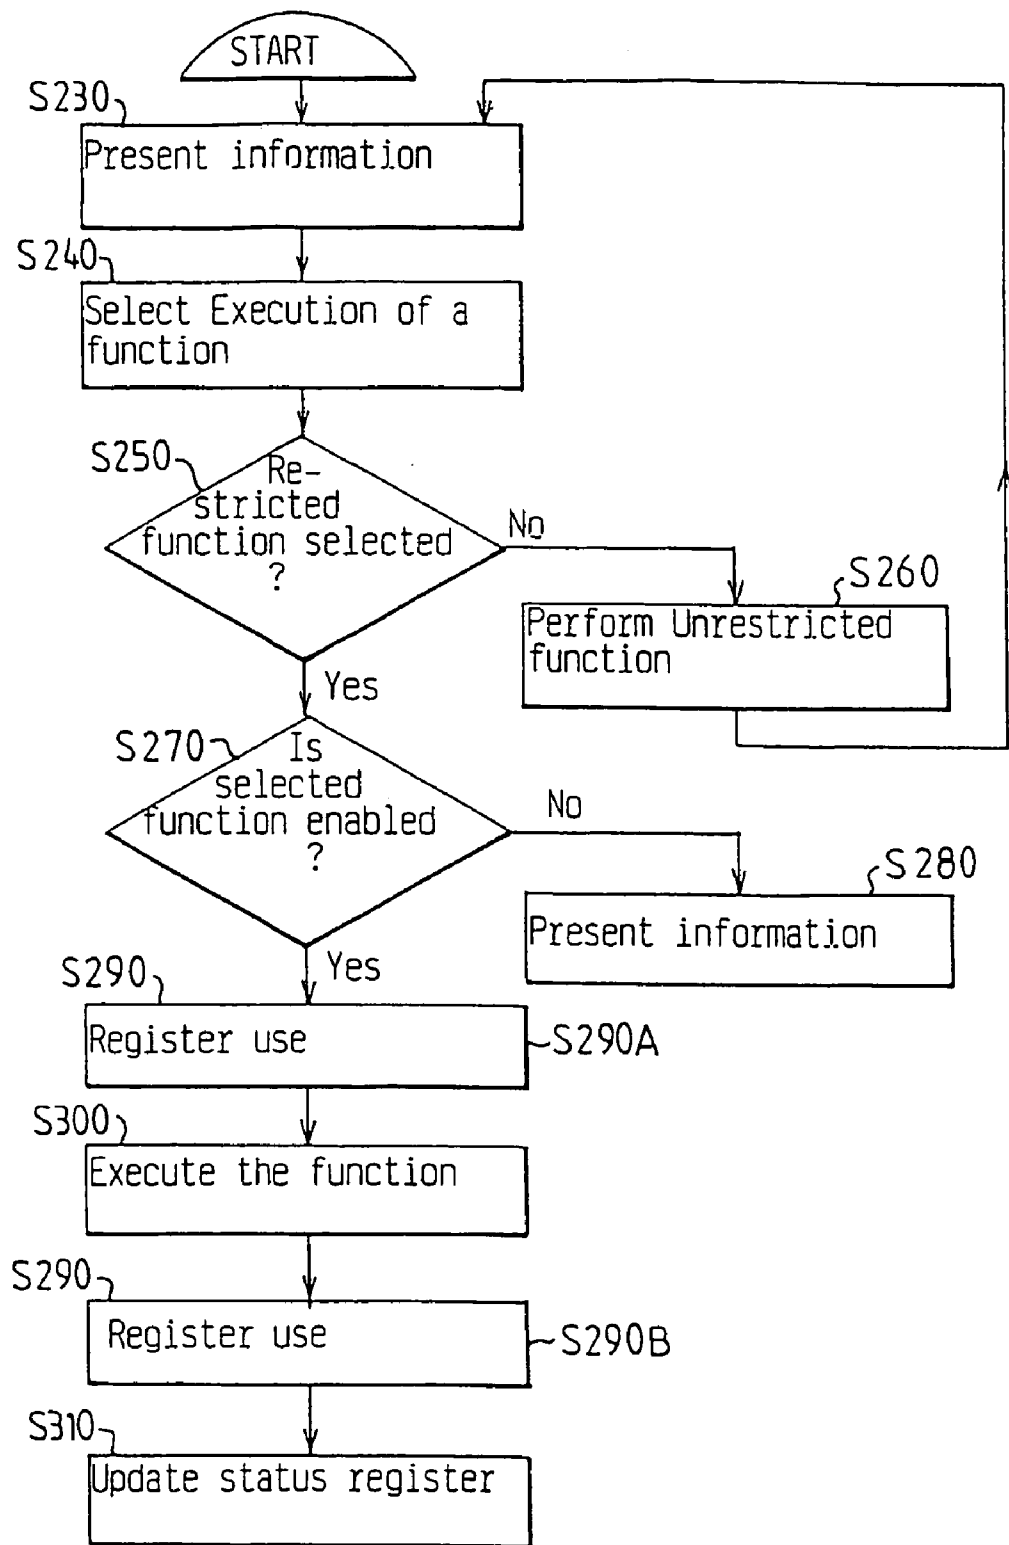 START
S230
Present information
S240
Select Execution of a
function
S250
Re-
stricted
function selected
?
No
S260
Perform Unrestricted
function
Yes
S270
Is
selected
function enabled
?
No
S280
Present information
Yes
S290
Register use
S290A
S300
Execute the function
S290
Register use
S290B
S310
Update status register